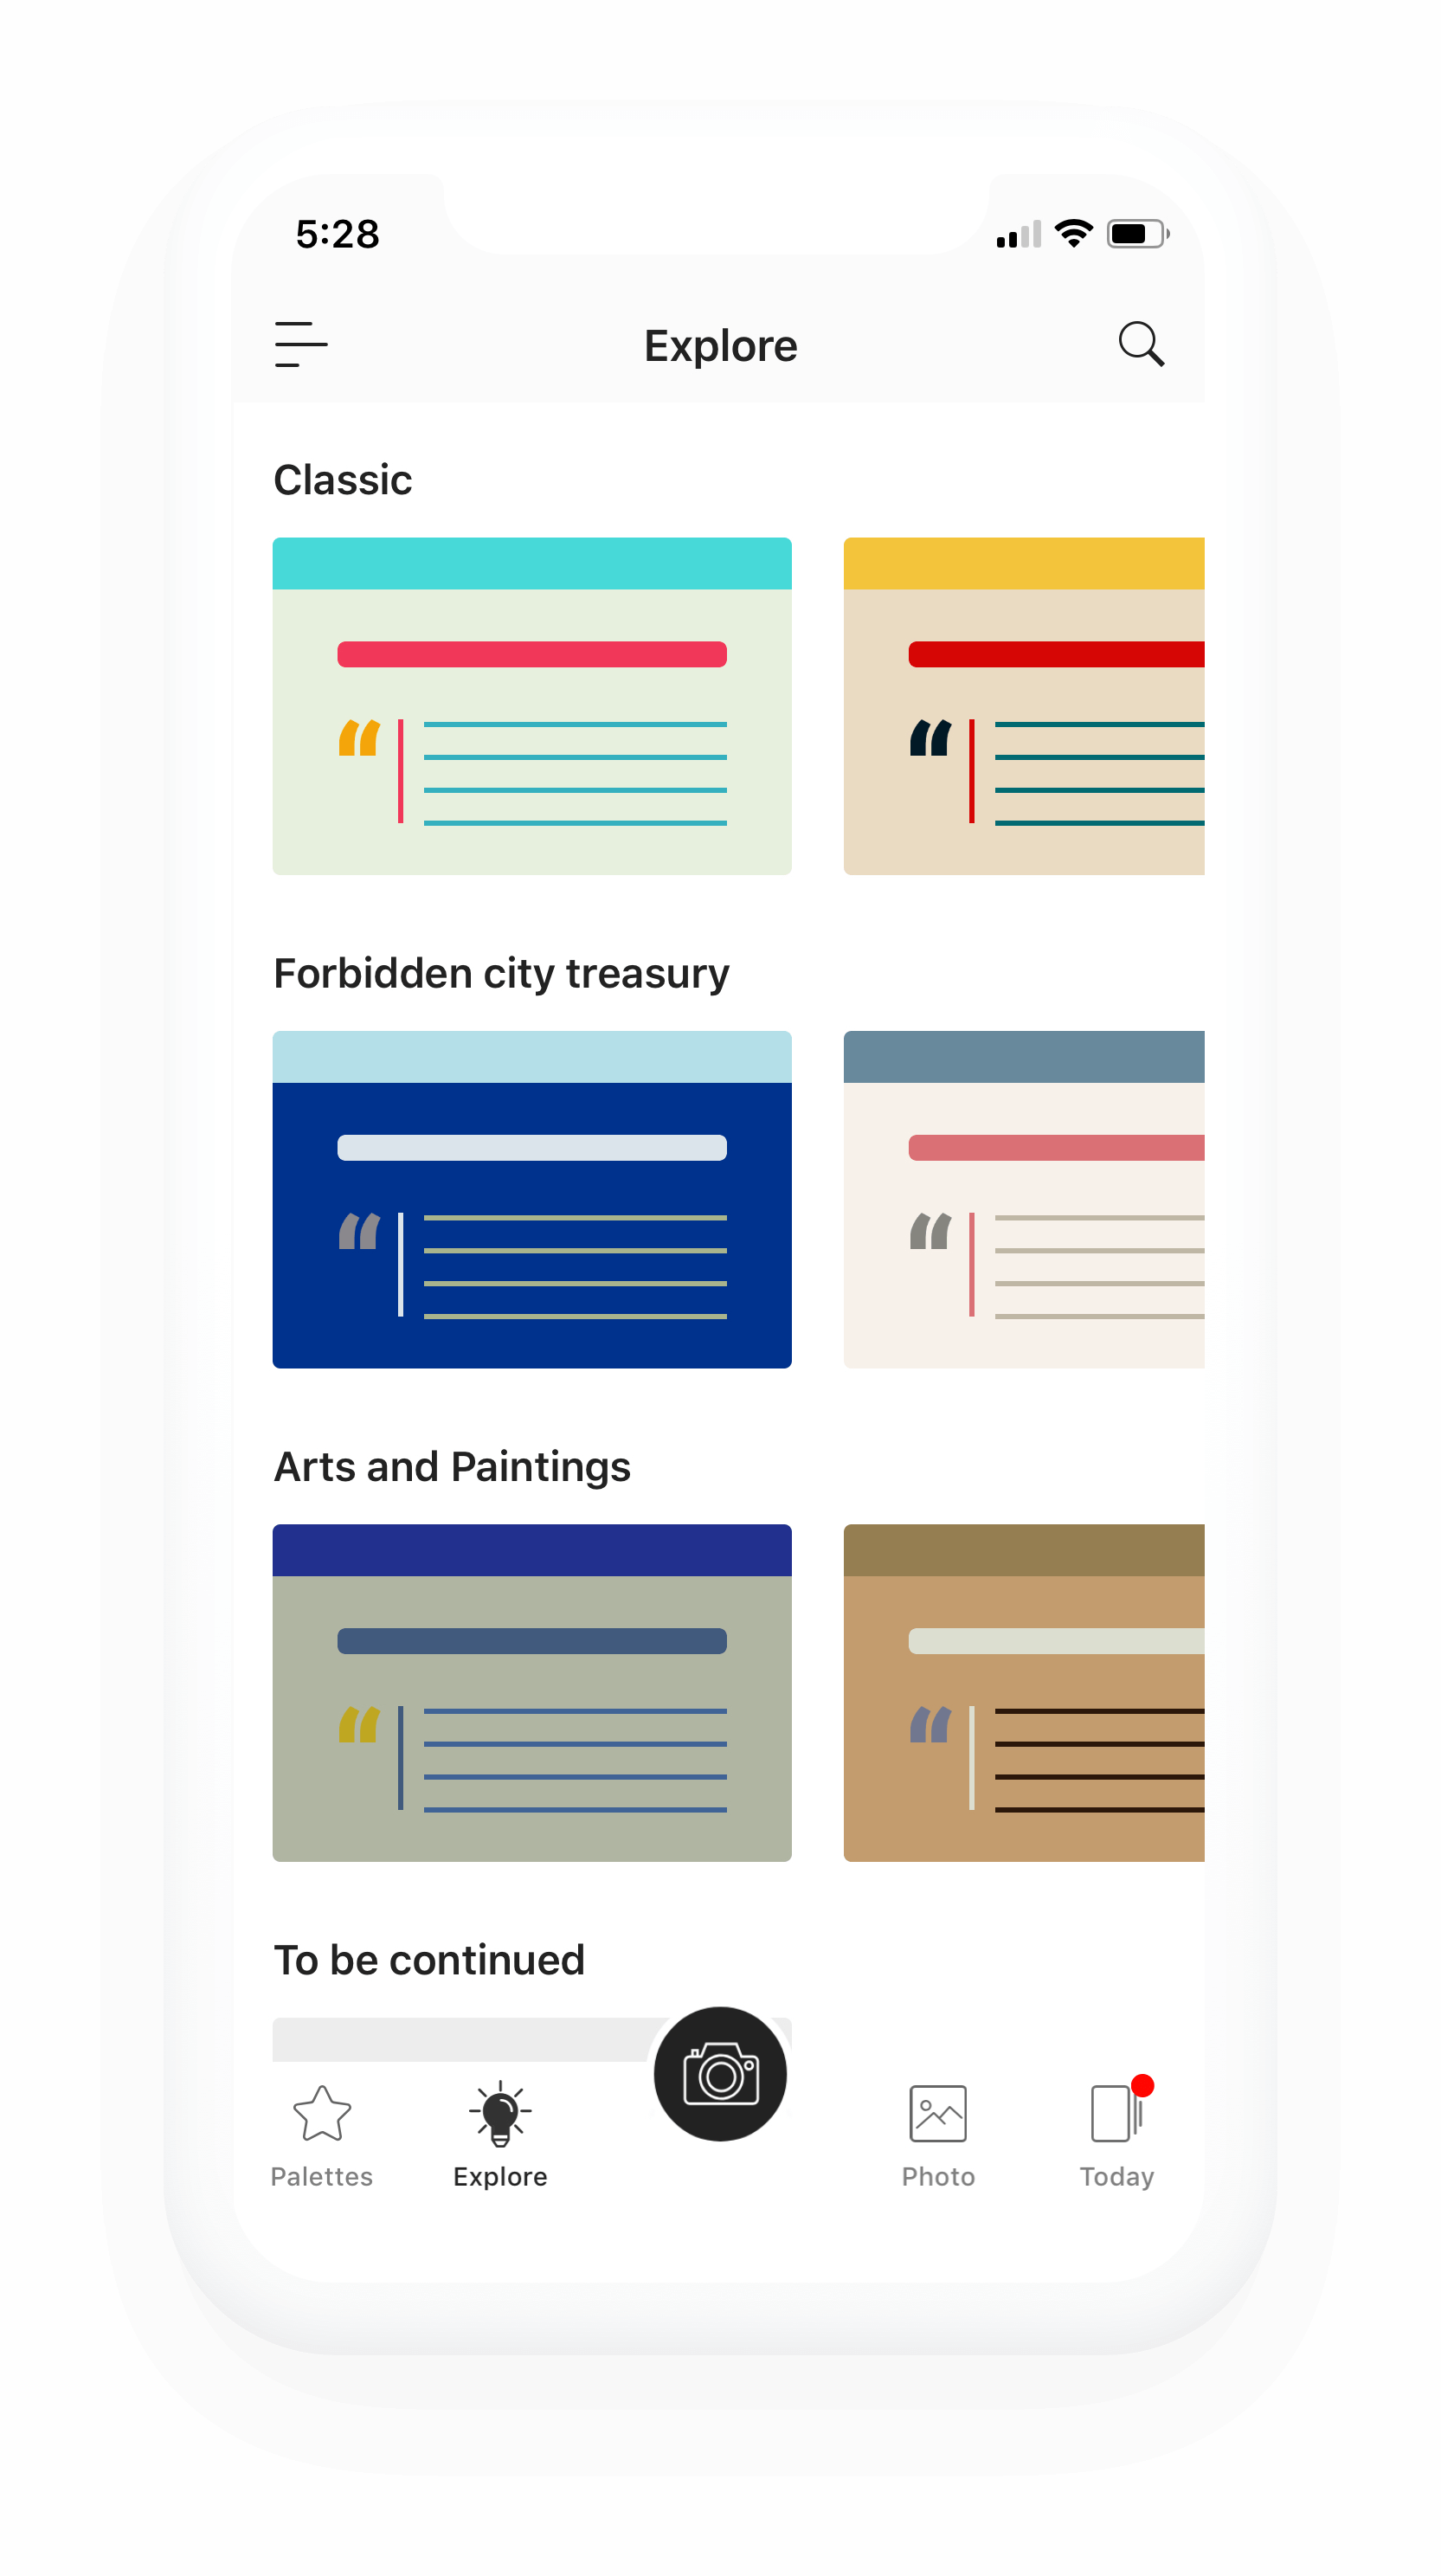 5:28
Explore
Classic
“
“
Forbidden city treasury
“
“
Arts and Paintings
“
“
To be continued
Palettes
Explore
Photo
Today